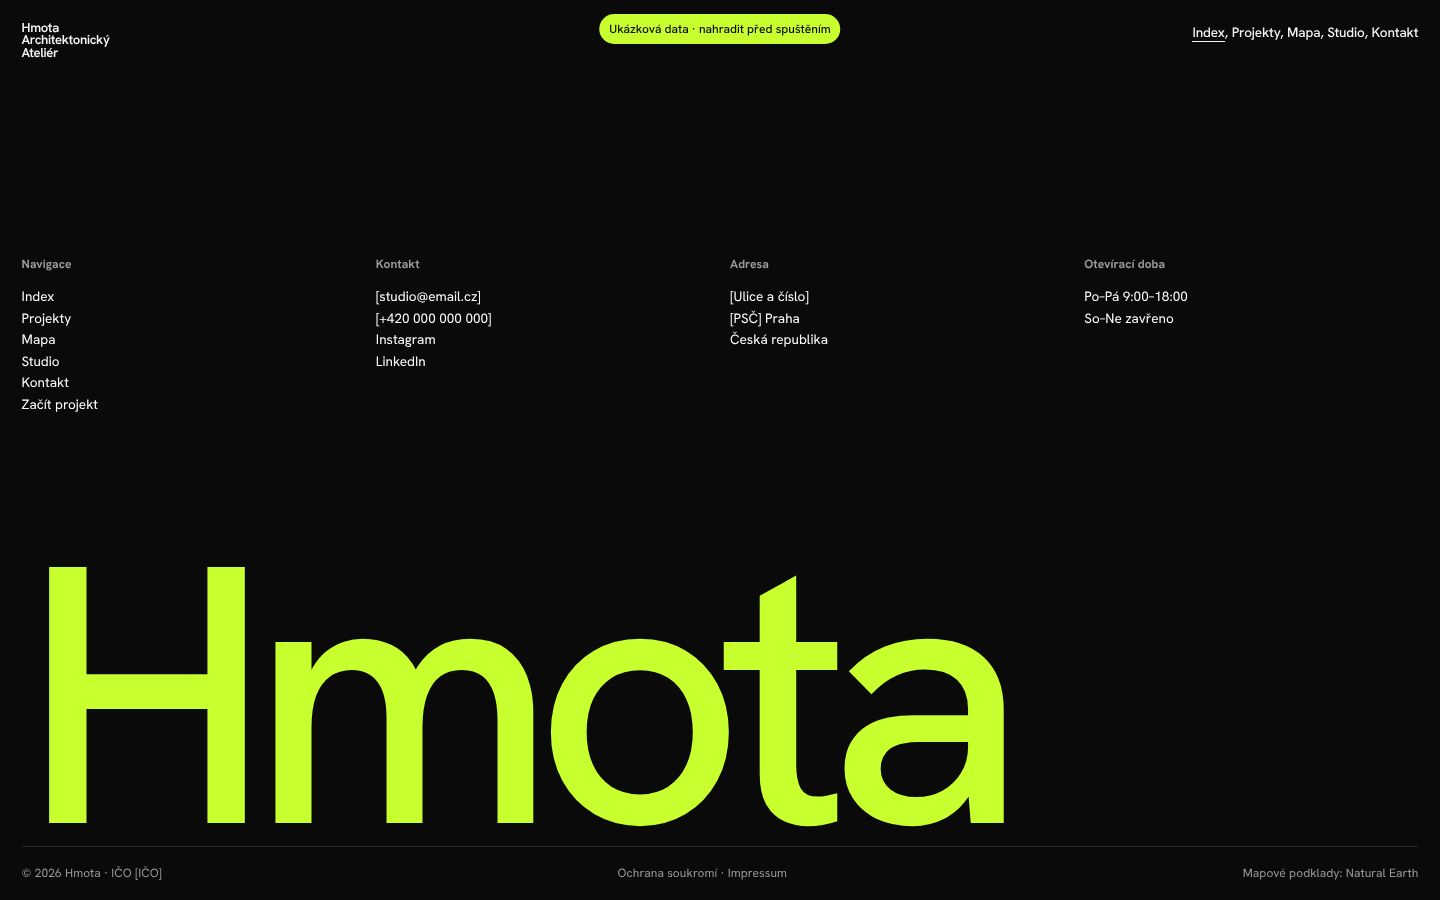 Hmota
Architektonický
Ateliér
Ukázková data · nahradit před spuštěním
Index, Projekty, Mapa, Studio, Kontakt
Navigace
Index
Projekty
Mapa
Studio
Kontakt
Začít projekt
Kontakt
[studio@email.cz]
[+420 000 000 000]
Instagram
LinkedIn
Adresa
[Ulice a číslo]
[PSČ] Praha
Česká republika
Otevírací doba
Po–Pá 9:00–18:00
So–Ne zavřeno
Hmota
© 2026 Hmota · IČO [IČO]
Ochrana soukromí · Impressum
Mapové podklady: Natural Earth